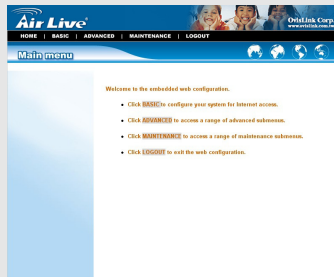 Air Live®
OvisLink Corp.
www.ovislink.com.tw
HOME | BASIC | ADVANCED | MAINTENANCE | LOGOUT
Main menu
Welcome to the embedded web configuration.
• Click BASIC to configure your system for Internet access.
• Click ADVANCED to access a range of advanced submenus.
• Click MAINTENANCE to access a range of maintenance submenus.
• Click LOGOUT to exit the web configuration.